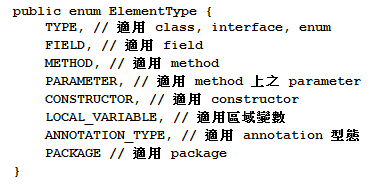 public enum ElementType {
TYPE, // 適用 class, interface, enum
FIELD, // 適用 field
METHOD, // 適用 method
PARAMETER, // 適用 method 上之 parameter
CONSTRUCTOR, // 適用 constructor
LOCAL_VARIABLE, // 適用區域變數
ANNOTATION_TYPE, // 適用 annotation 型態
PACKAGE // 適用 package
}